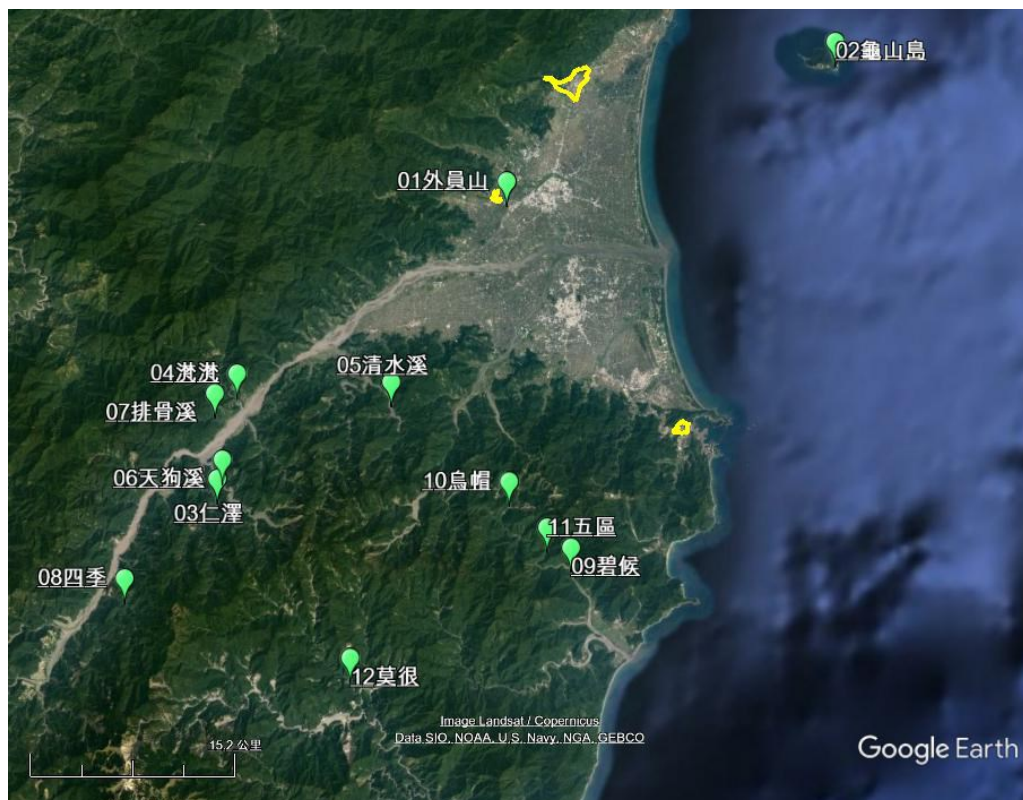 02龜山島
01外員山
05清水溪
04濨濨
07排骨溪
06天狗溪
10烏帽
03仁澤
11五區
09碧候
08四季
12莫很
Image Landsat / Copernicus
Data SIO, NOAA, U.S. Navy, NGA, GEBCO
15.2 公里
Google Earth